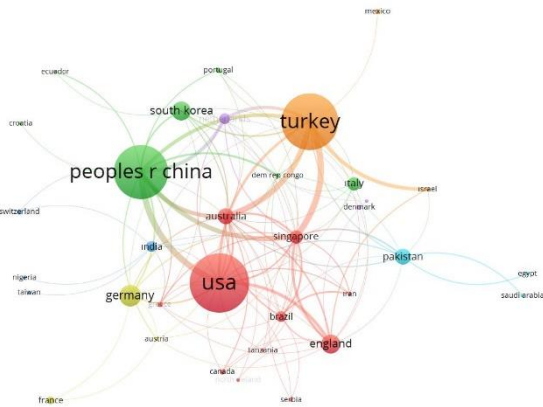 mexico
portugal
ecuador
south korea
turkey
croatia
peoples r china
dem rep congo
italy
israel
denmark
switzerland
australia
singapore
india
pakistan
nigeria
egypt
usa
taiwan
germany
iran
saudi arabia
brazil
austria
tanzania
england
canada
france
serbia